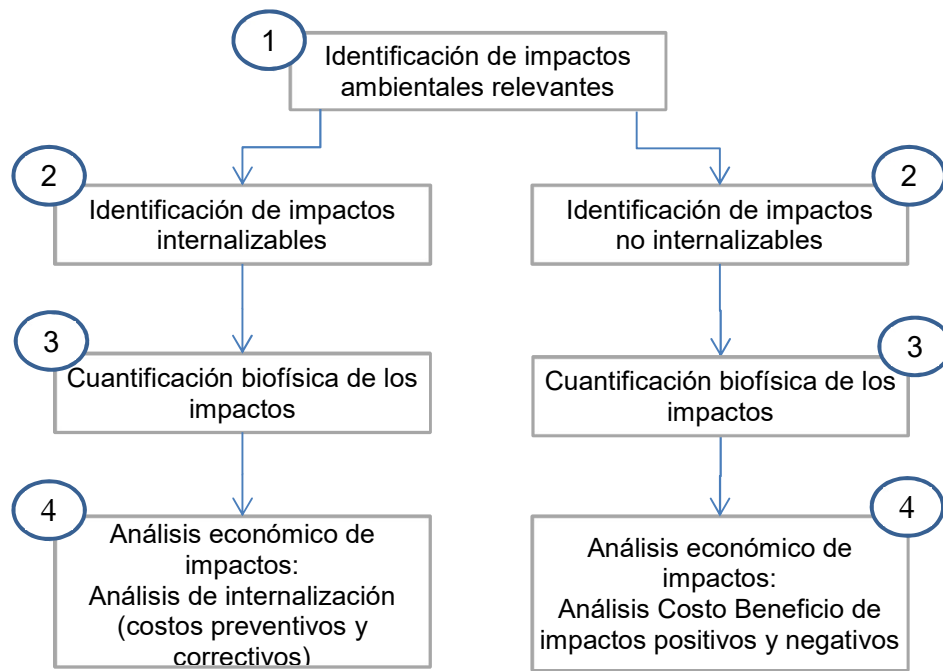 1
Identificación de impactos
ambientales relevantes
2
Identificación de impactos
internalizables
2
Identificación de impactos
no internalizables
3
Cuantificación biofísica de los
impactos
3
Cuantificación biofísica de los
impactos
4
Análisis económico de
impactos:
Análisis de internalización
(costos preventivos y
correctivos)
4
Análisis económico de
impactos:
Análisis Costo Beneficio de
impactos positivos y negativos